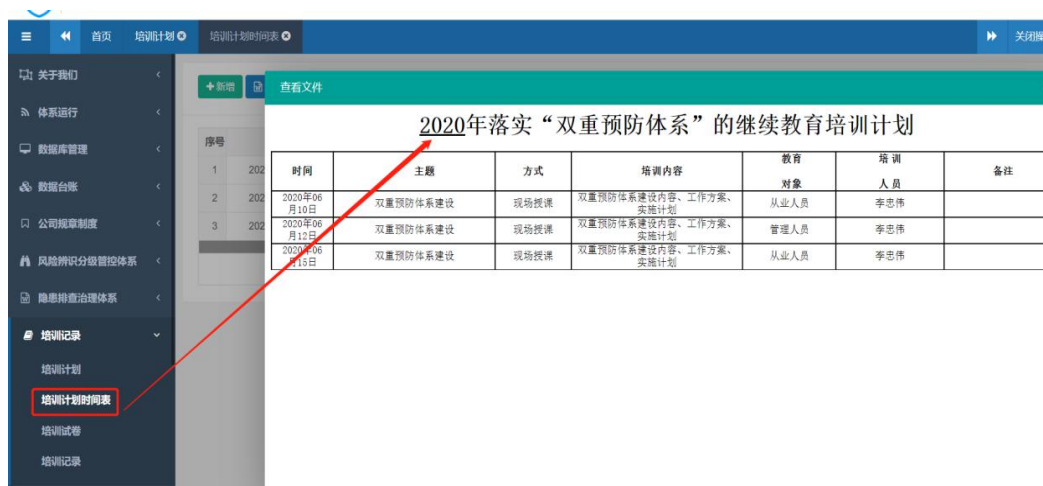 首页 培训计划 培训计划时间表 关闭操
关于我们
体系运行
数据库管理
数据台账
公司规章制度
风险辨识分级管控体系
隐患排查治理体系
培训记录
培训计划
培训计划时间表
培训试卷
培训记录
+新增
序号
1 202
2 202
3 202
查看文件
2020年落实“双重预防体系”的继续教育培训计划
时间 主题 方式 培训内容 教育 培训 备注
对象 人员
2020年06 双重预防体系建设 现场授课 双重预防体系建设内容、工作方案、 从业人员 李忠伟
月10日 实施计划
2020年06 双重预防体系建设 现场授课 双重预防体系建设内容、工作方案、 管理人员 李忠伟
月12日 实施计划
2020年06 双重预防体系建设 现场授课 双重预防体系建设内容、工作方案、 从业人员 李忠伟
月15日 实施计划